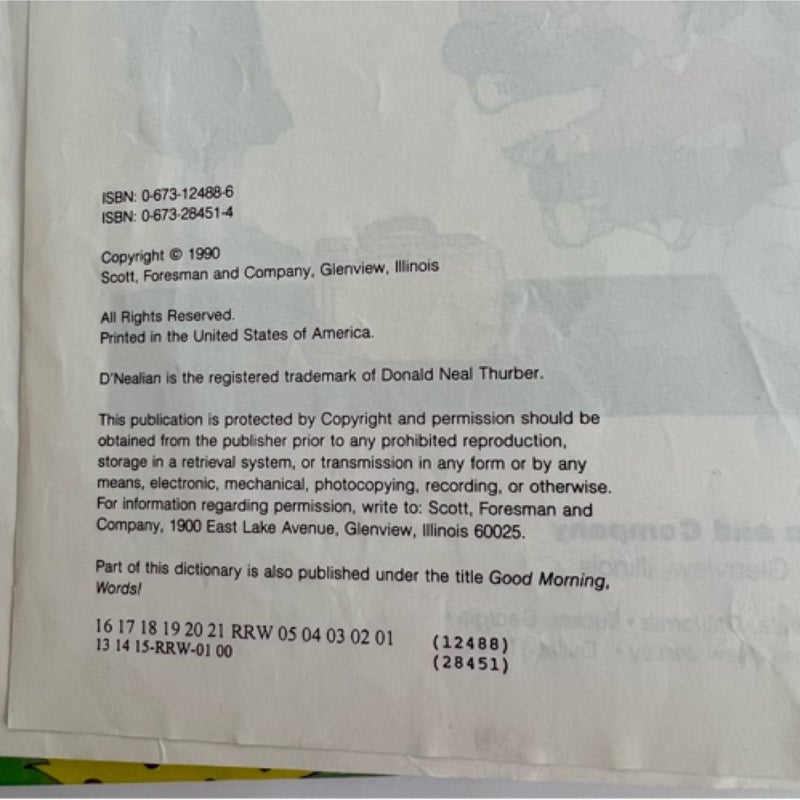 ISBN: 0-673-12488-6
ISBN: 0-673-28451-4
Copyright © 1990
Scott, Foresman and Company, Glenview, Illinois
All Rights Reserved.
Printed in the United States of America.
D'Nealian is the registered trademark of Donald Neal Thurber.
This publication is protected by Copyright and permission should be
obtained from the publisher prior to any prohibited reproduction,
storage in a retrieval system, or transmission in any form or by any
means, electronic, mechanical, photocopying, recording, or otherwise.
For information regarding permission, write to: Scott, Foresman and
Company, 1900 East Lake Avenue, Glenview, Illinois 60025.
Part of this dictionary is also published under the title Good Morning,
Words!
16 17 18 19 20 21 RRW 05 04 03 02 01 (12488)
13 14 15-RRW-01 00 (28451)